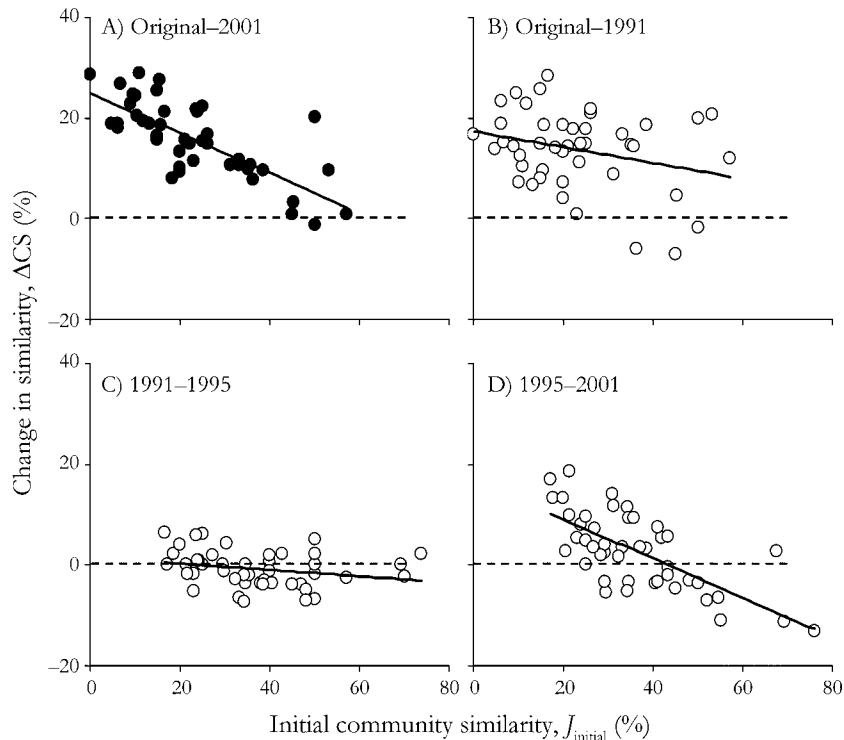 A) Original–2001
B) Original–1991
40
20
0
–20
40
20
0
–20
C) 1991–1995
D) 1995–2001
0 20 40 60 80 0 20 40 60 80
Change in similarity, ΔCS (%)
Initial community similarity, Jinitial (%)